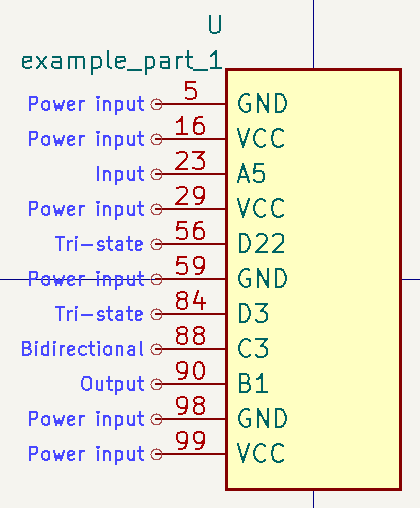 U
example_part_1
Power input 5 GND
Power input 16 VCC
Input 23 A5
Power input 29 VCC
Tri-state 56 D22
Power input 59 GND
Tri-state 84 D3
Bidirectional 88 C3
Output 90 B1
Power input 98 GND
Power input 99 VCC